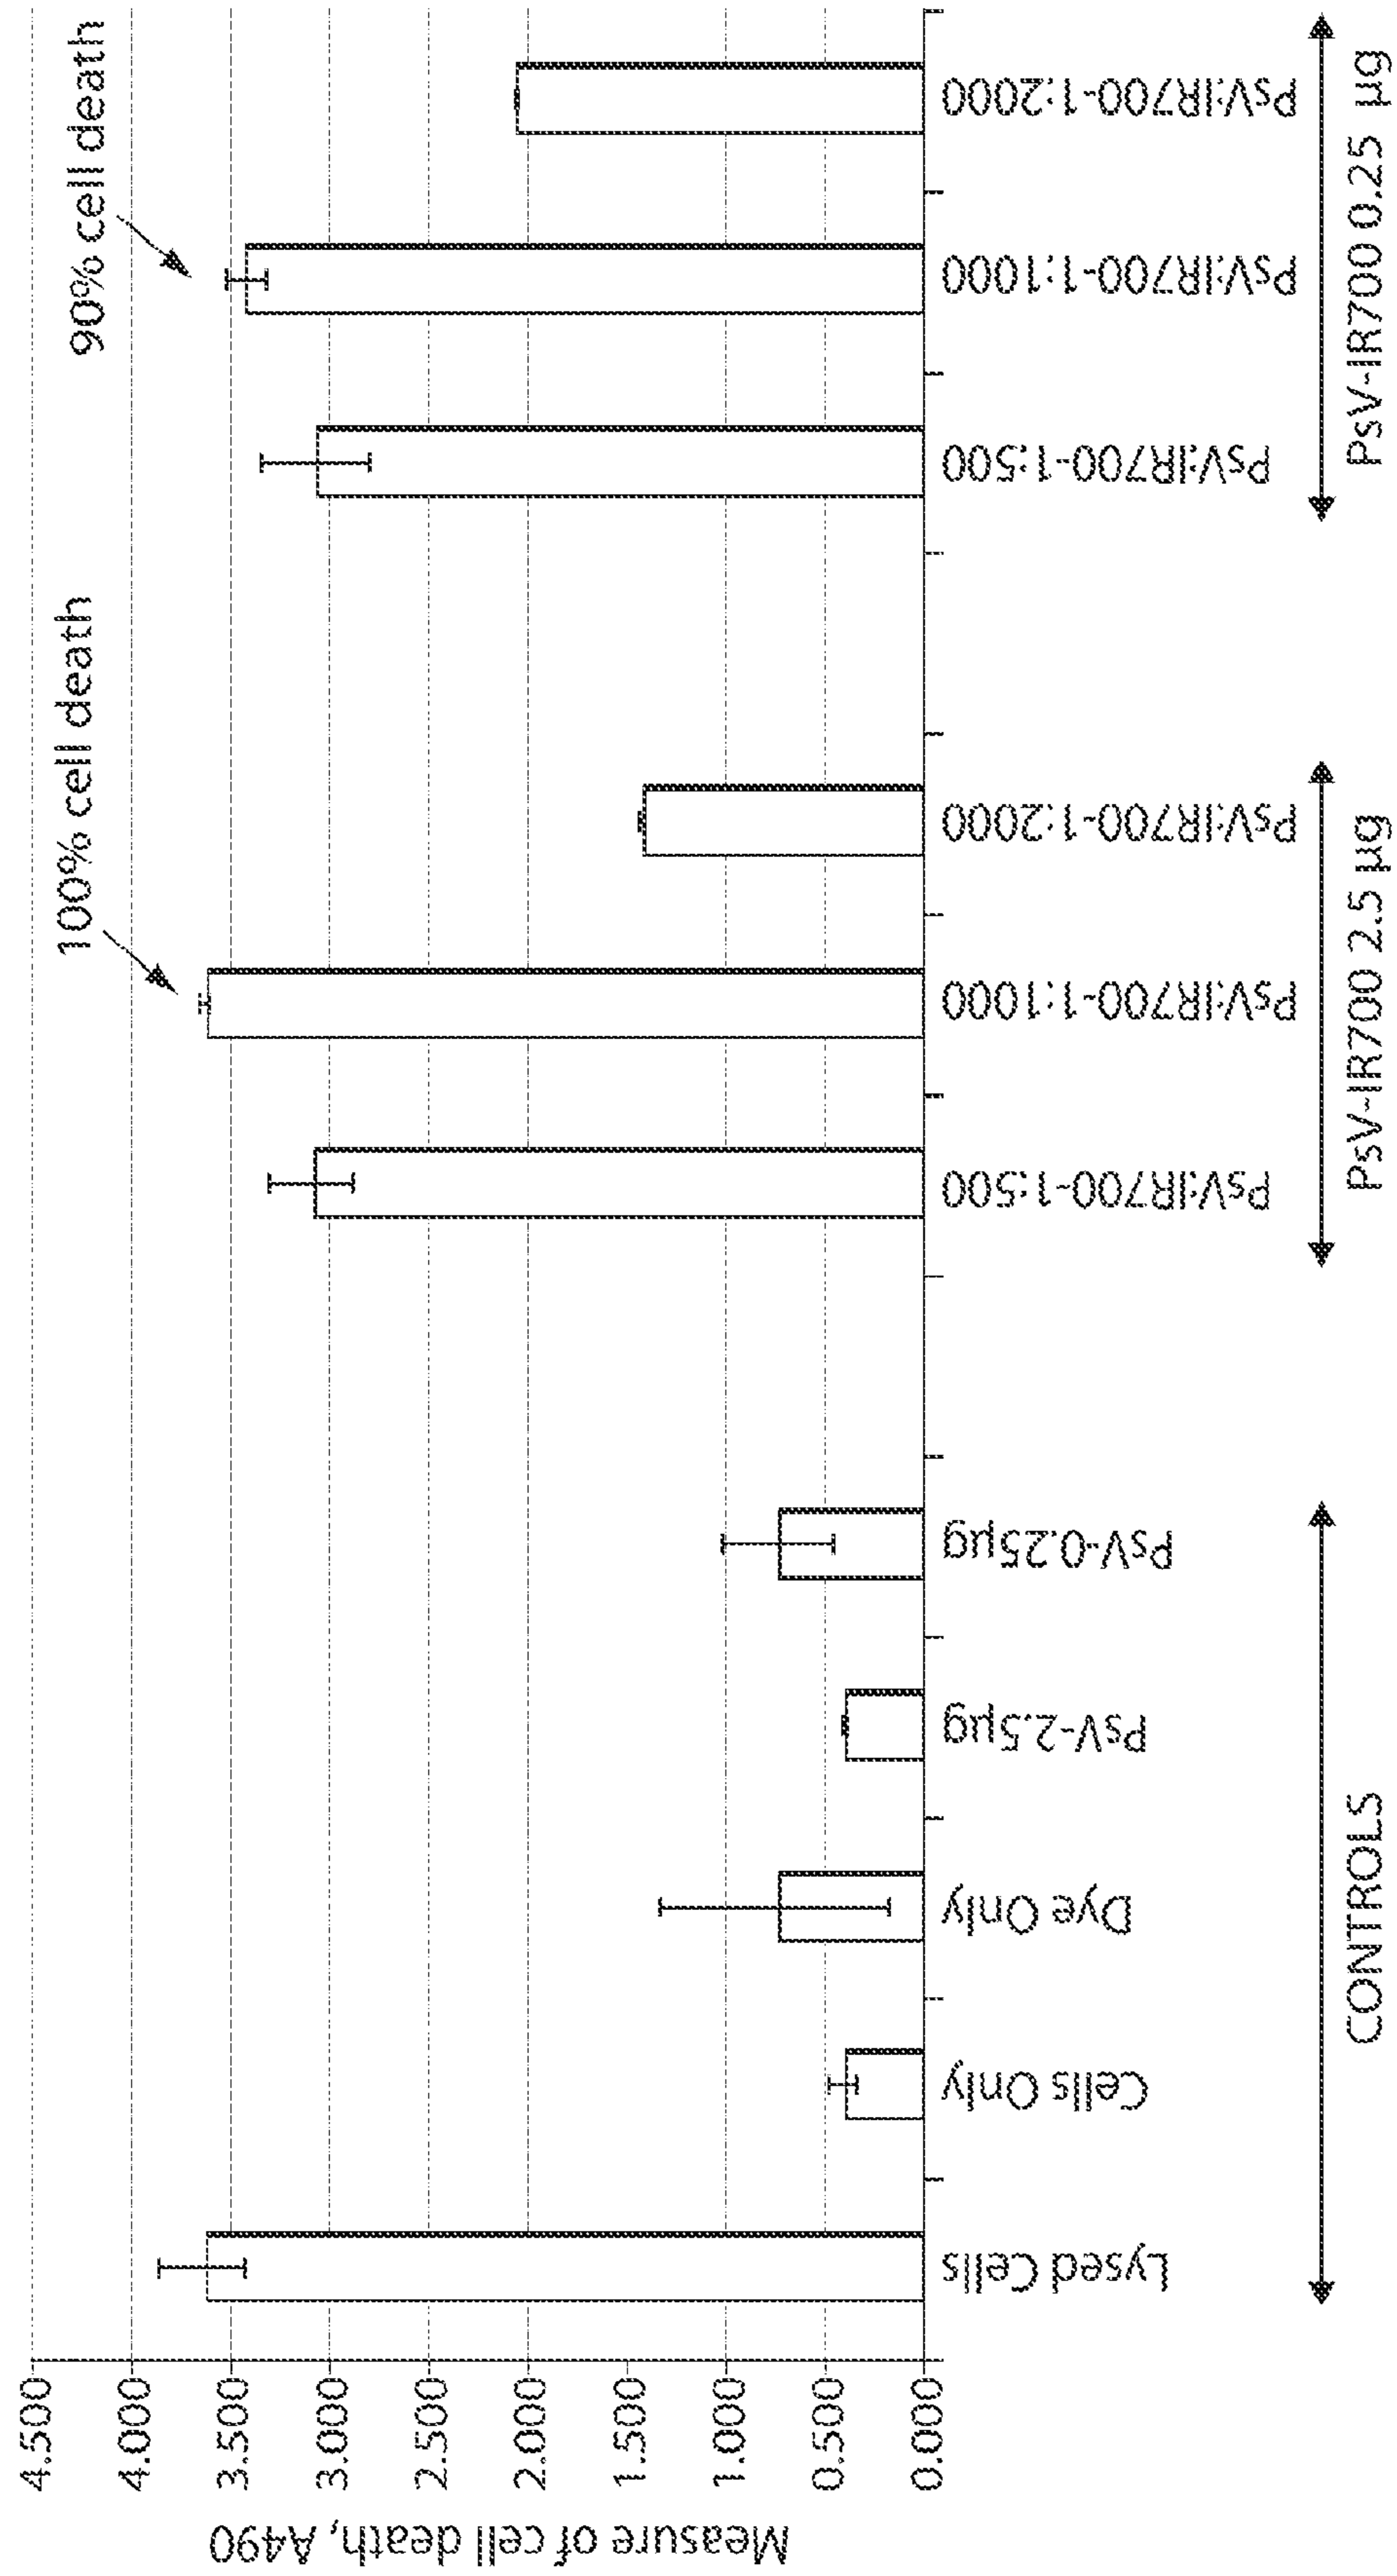 Measure of cell death, A490
4.500
4.000
3.500
3.000
2.500
2.000
1.500
1.000
0.500
0.000
100% cell death
90% cell death
Lysed Cells
Cells Only
Dye Only
PsV-2.5µg
PsV-0.25µg
PsV:IR700-1:500
PsV:IR700-1:1000
PsV:IR700-1:2000
PsV:IR700-1:500
PsV:IR700-1:1000
PsV:IR700-1:2000
CONTROLS
PsV-IR700 2.5 µg
PsV-IR700 0.25 µg